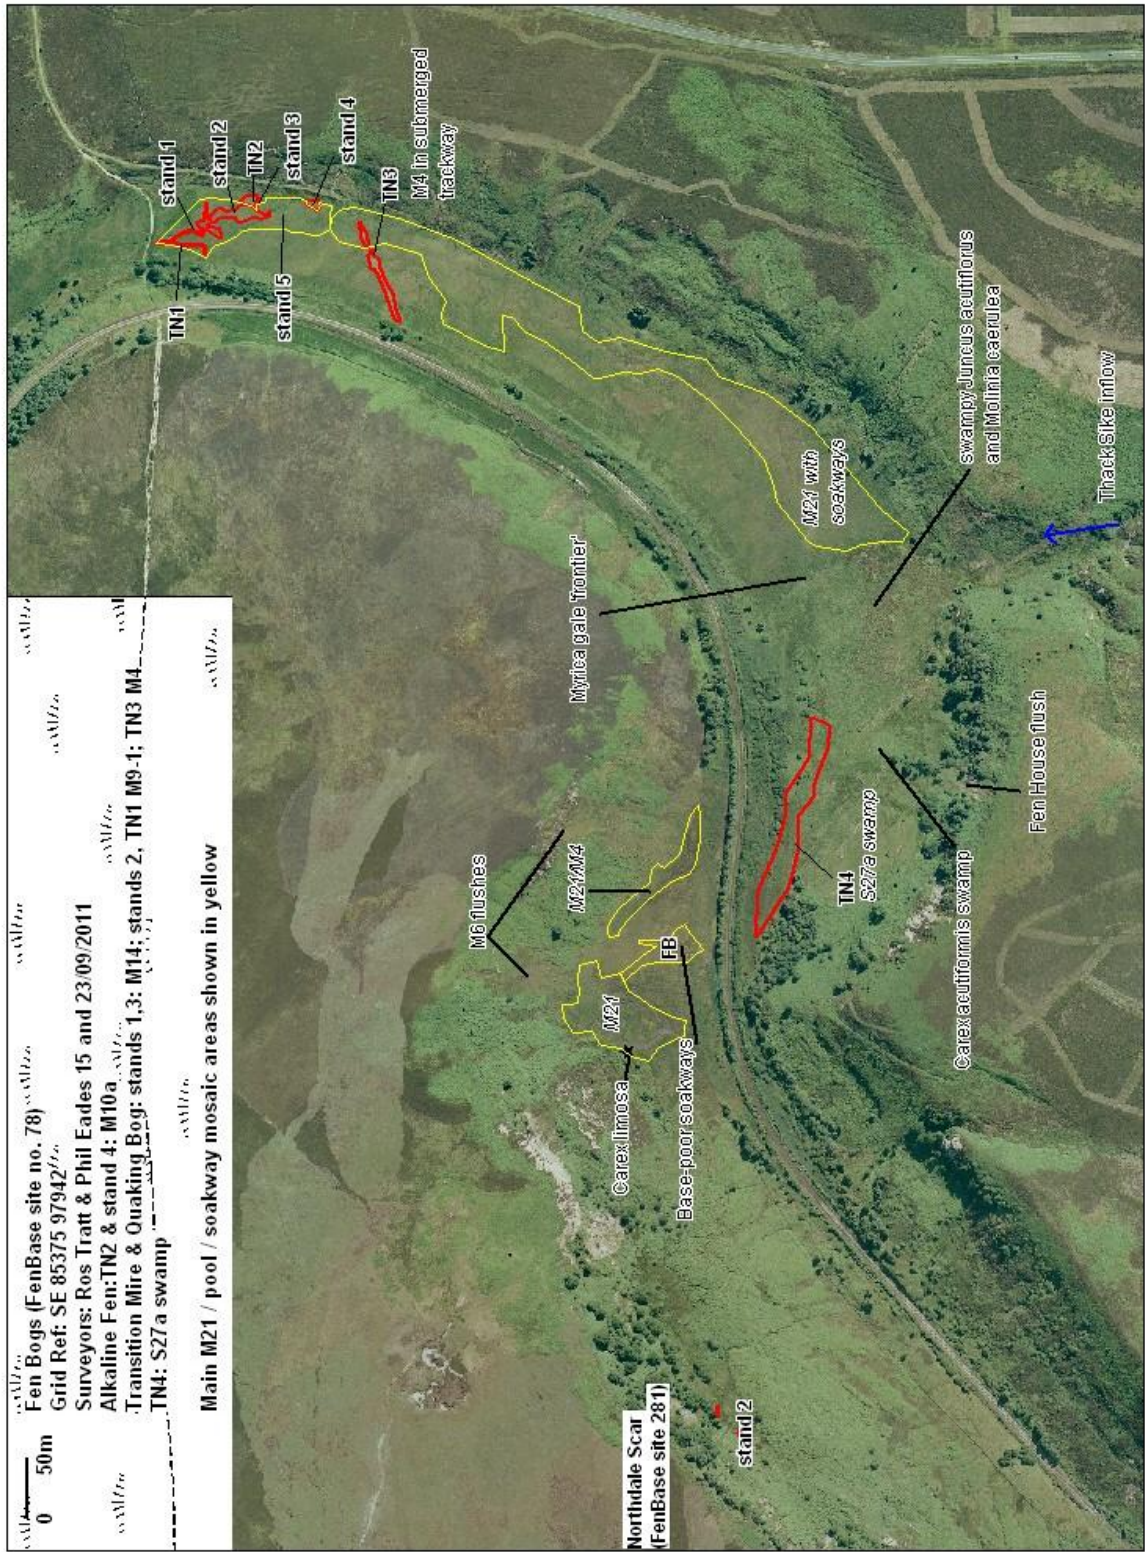 Fen Bogs (FenBase site no. 78)
Grid Ref: SE 85375 97942
Surveyors: Ros Tratt & Phil Eades 15 and 23/09/2011
Alkaline Fen:TN2 & stand 4: M10a
Transition Mire & Quaking Bog: stands 1,3: M14; stands 2, TN1 M9-1; TN3 M4
TN4: S27a swamp
Main M21 / pool / soakway mosaic areas shown in yellow
0 50m
stand 1
stand 2
TN2
stand 3
stand 4
TN1
stand 5
TN3
M4 in submerged
trackway
M21 with
soakways
Myrica gale 'frontier'
swampy Juncus acutiflorus
and Molinia caerulea
Thack Sike inflow
M6 flushes
M21/M4
FB
M21
Carex limosa
Base-poor soakways
TN4
S27a swamp
Fen House flush
Carex acutiformis swamp
Northdale Scar
(FenBase site 281)
stand 2